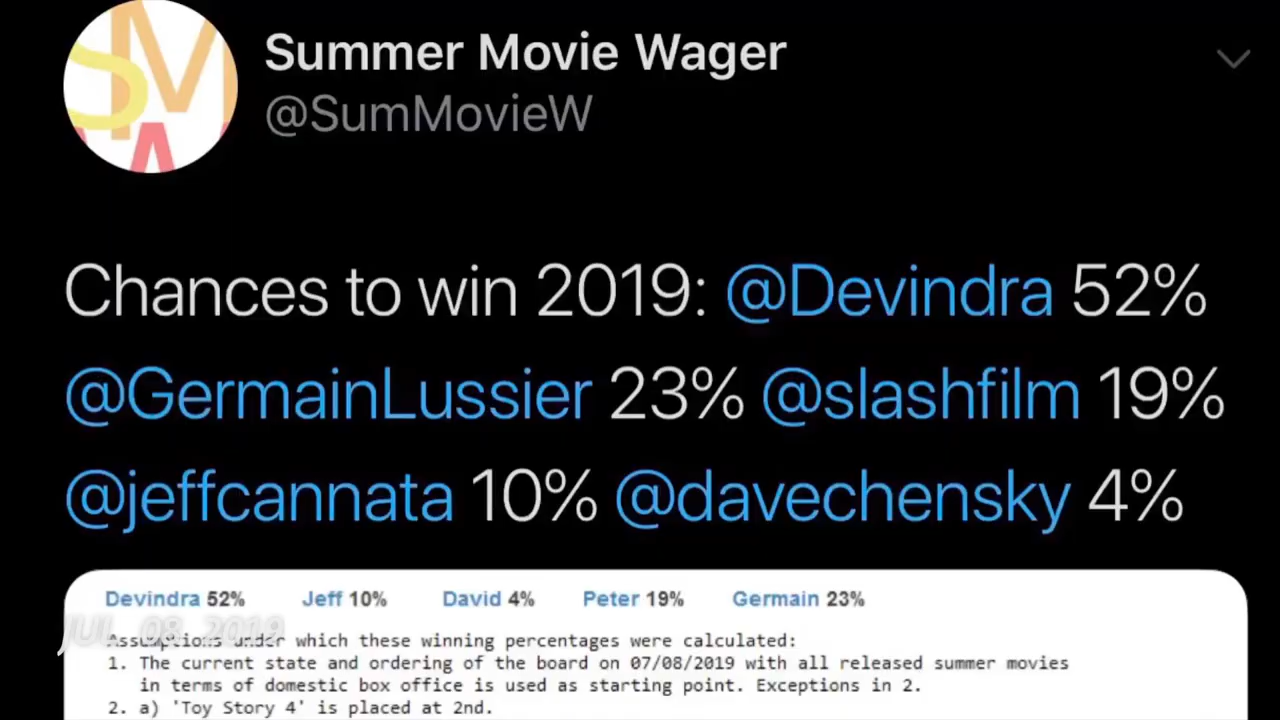 Summer Movie Wager
@SumMovieW
Chances to win 2019: @Devindra 52%
@GermainLussier 23% @slashfilm 19%
@jeffcannata 10% @davechensky 4%
Devindra 52% Jeff 10% David 4% Peter 19% Germain 23%
JUL 08 2019
Assumptions under which these winning percentages were calculated:
1. The current state and ordering of the board on 07/08/2019 with all released summer movies
in terms of domestic box office is used as starting point. Exceptions in 2.
2. a) 'Toy Story 4' is placed at 2nd.